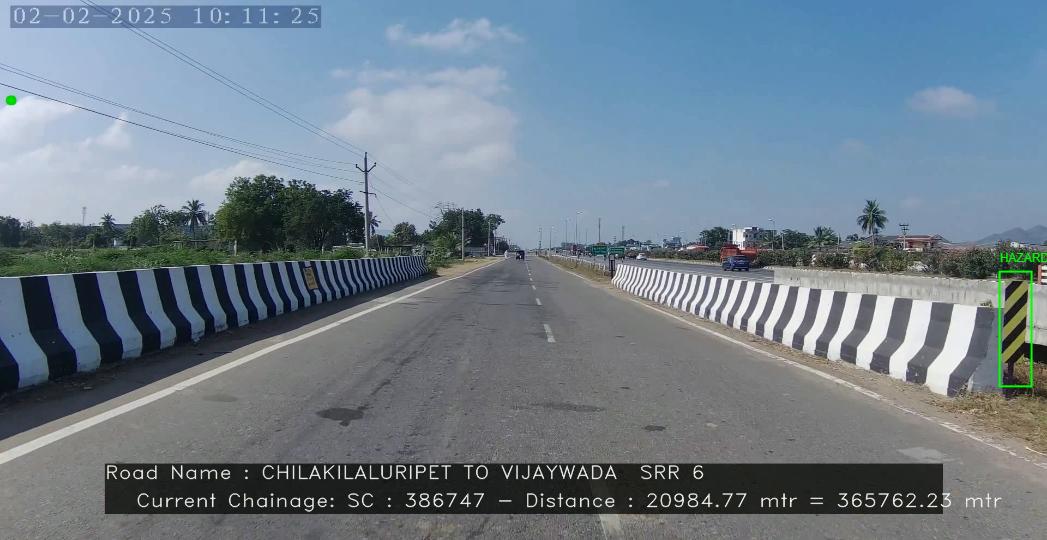 02-02-2025 10:11:25
HAZARD
Road Name : CHILAKILALURIPET TO VIJAYWADA SRR 6
Current Chainage: SC : 386747 - Distance : 20984.77 mtr = 365762.23 mtr